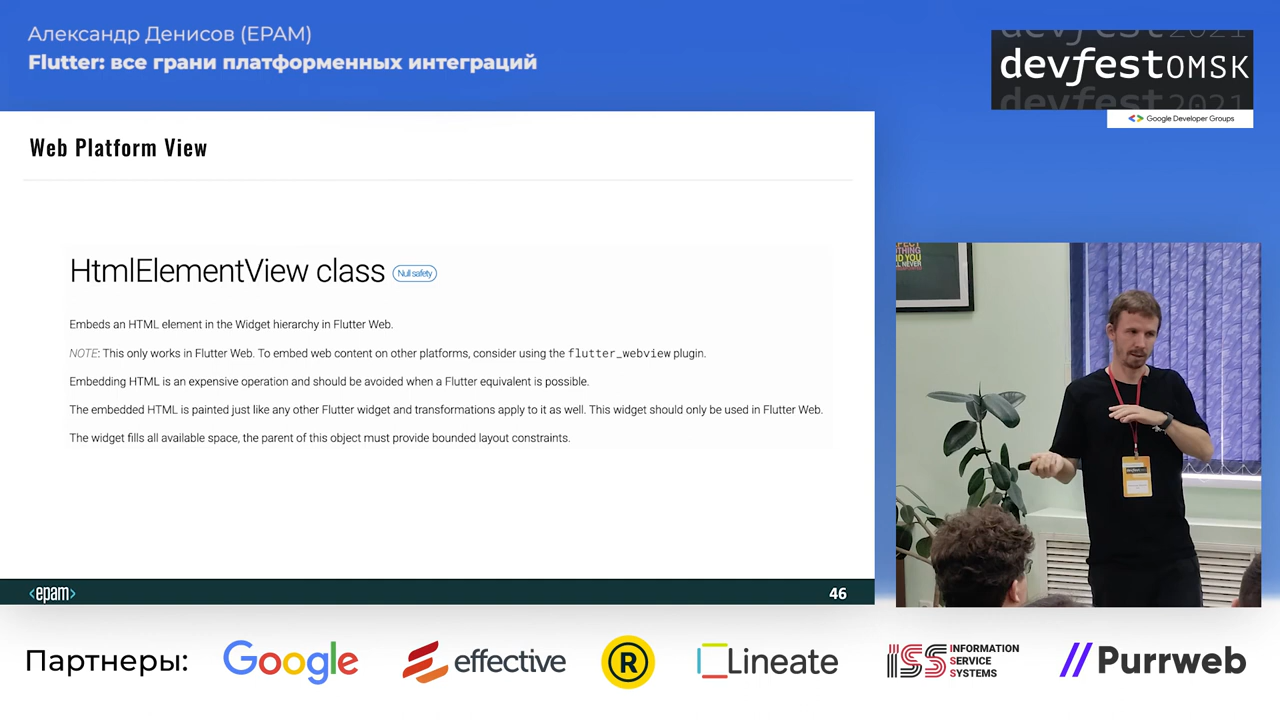 Александр Денисов (EPAM)
Flutter: все грани платформенных интеграций
devfest OMSK
devfest 2021
Google Developer Groups
Web Platform View
HtmlElementView class Null safety
Embeds an HTML element in the Widget hierarchy in Flutter Web.
NOTE: This only works in Flutter Web. To embed web content on other platforms, consider using the flutter_webview plugin.
Embedding HTML is an expensive operation and should be avoided when a Flutter equivalent is possible.
The embedded HTML is painted just like any other Flutter widget and transformations apply to it as well. This widget should only be used in Flutter Web.
The widget fills all available space, the parent of this object must provide bounded layout constraints.
<epam>
46
Партнеры:
Google
effective
R
Lineate
ISS INFORMATION
SERVICE
SYSTEMS
Purrweb